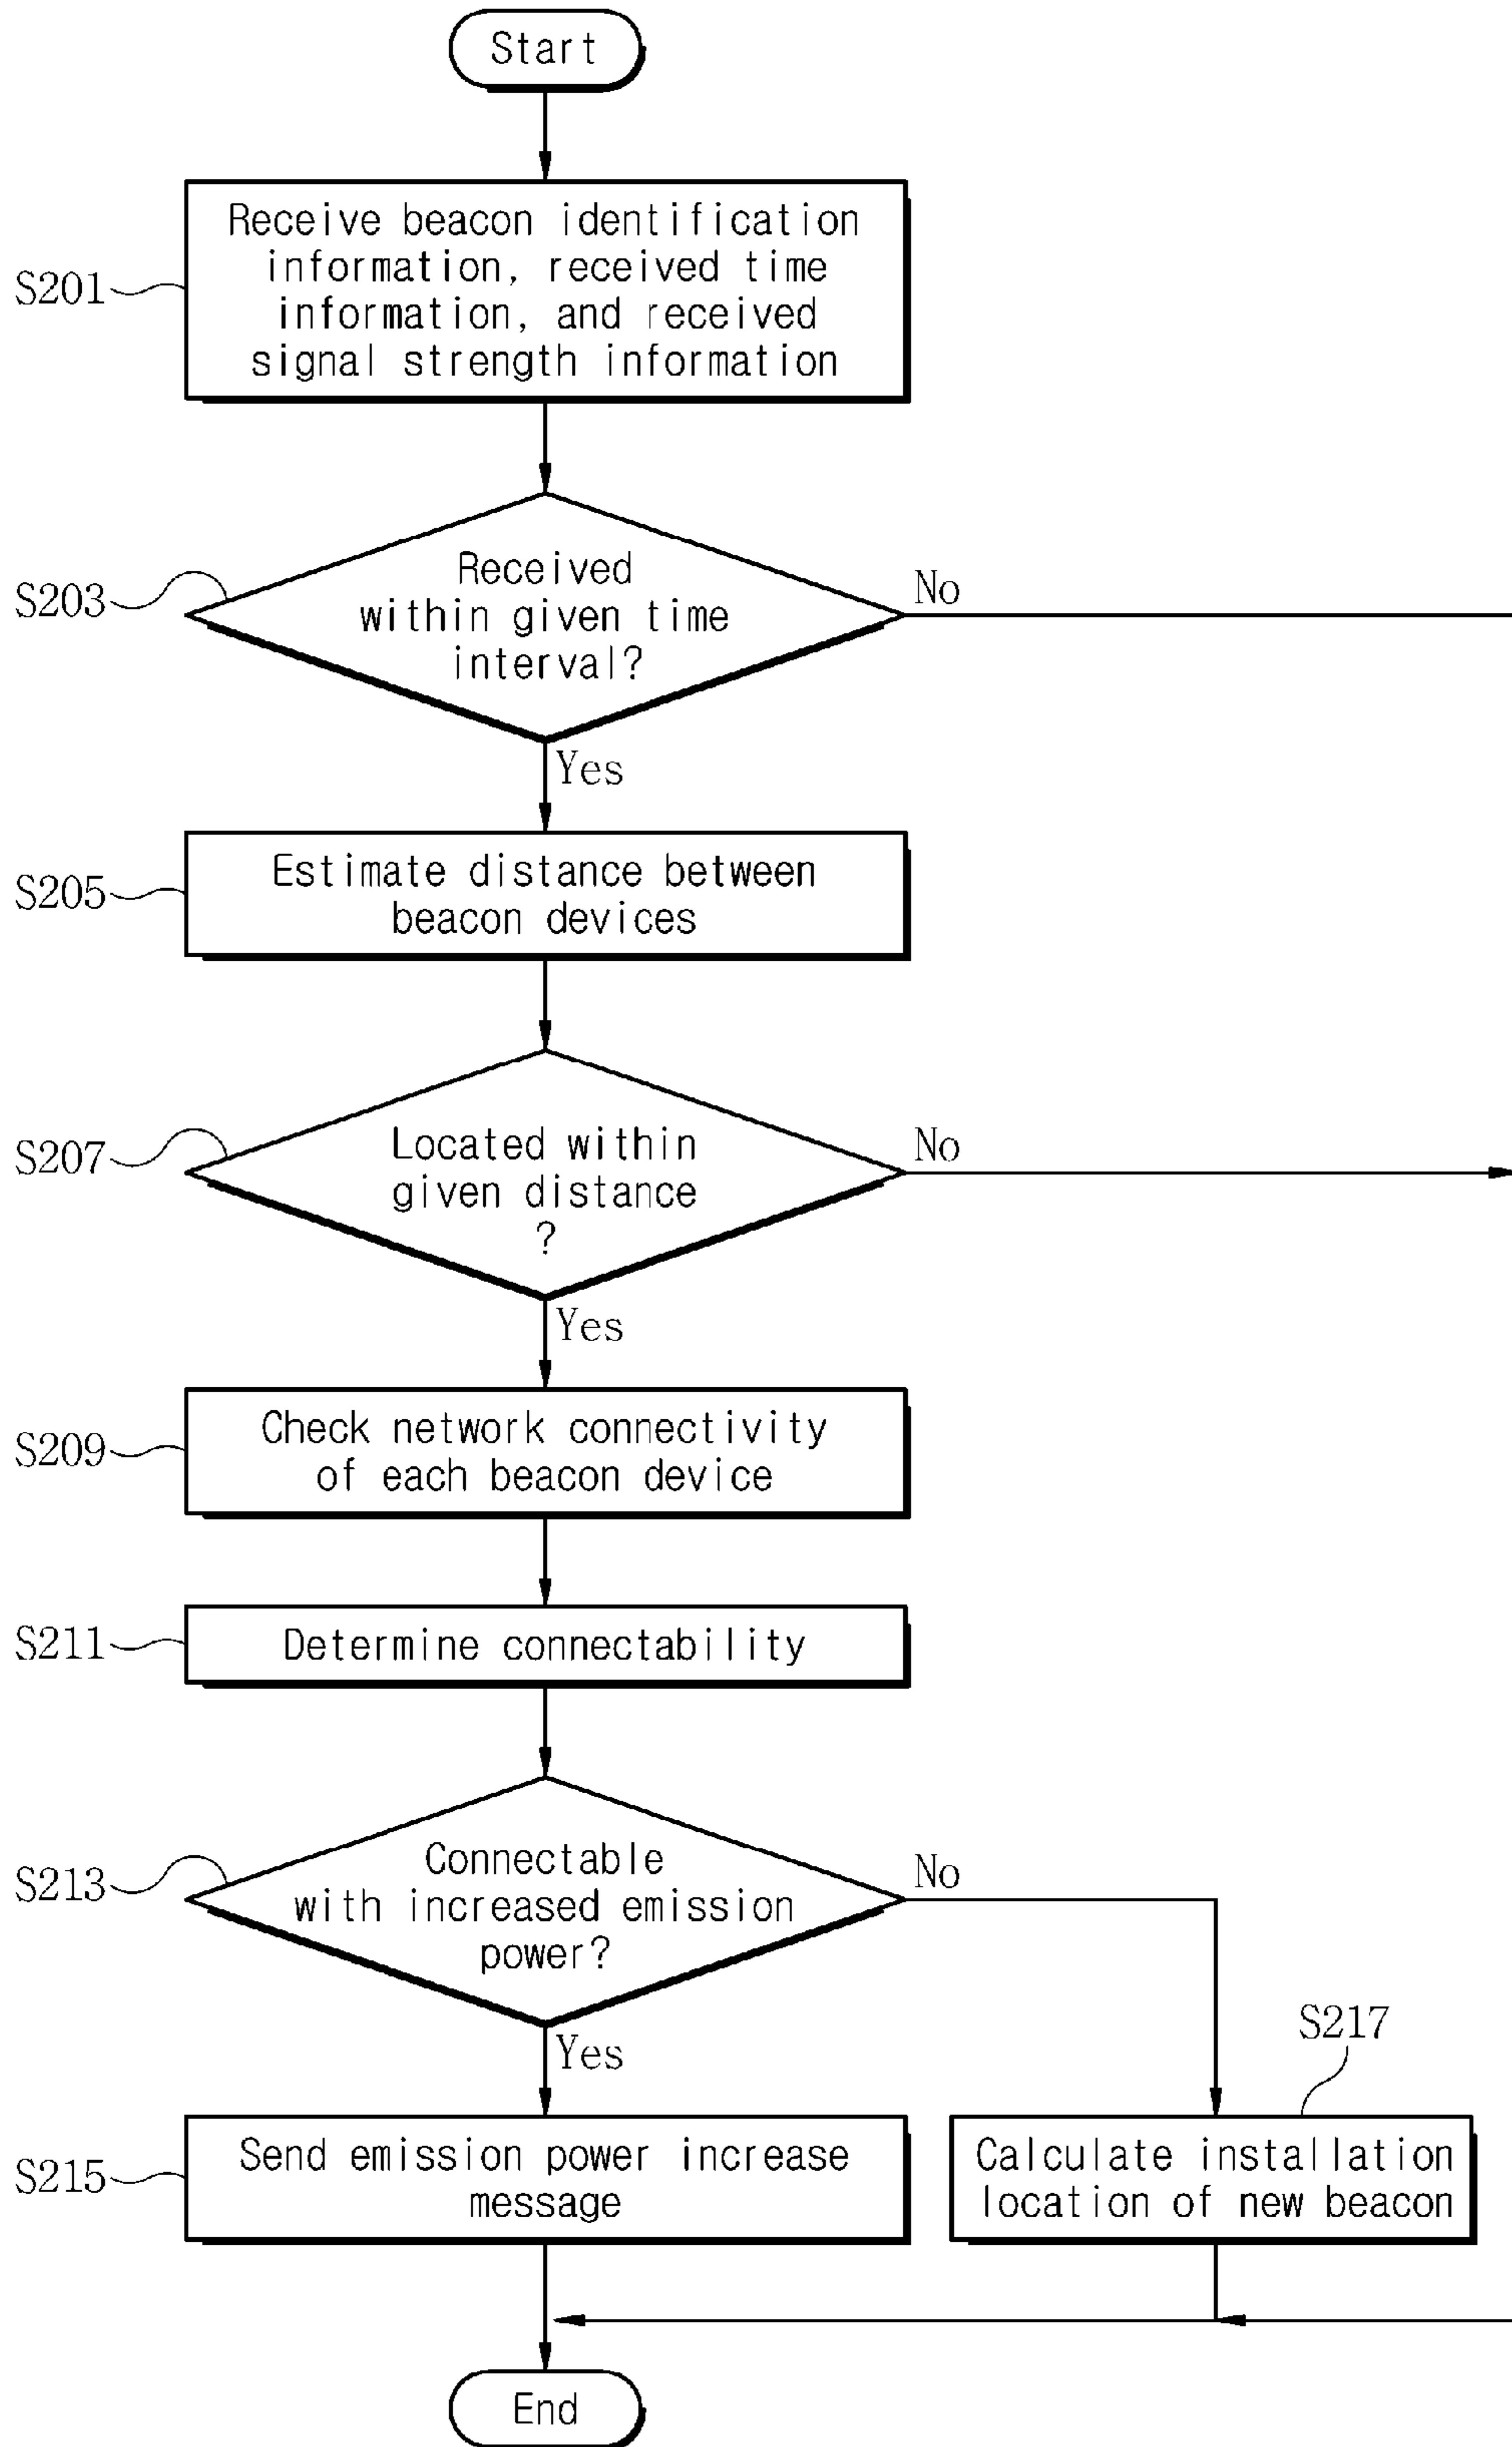 Start
Receive beacon identification
information, received time
information, and received
signal strength information
S201
Received
within given time
interval?
S203
No
Yes
Estimate distance between
beacon devices
S205
Located within
given distance
?
S207
No
Yes
Check network connectivity
of each beacon device
S209
Determine connectability
S211
Connectable
with increased emission
power?
S213
No
Yes
S217
Send emission power increase
message
S215
Calculate installation
location of new beacon
End